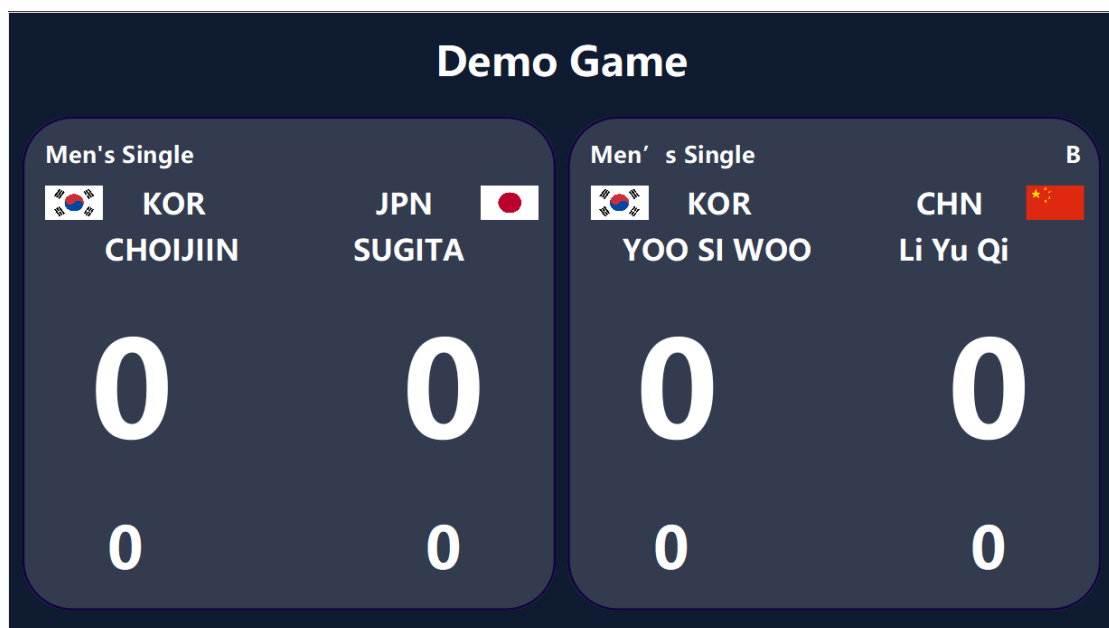 Demo Game
Men's Single
KOR JPN
CHOIJIIN SUGITA
0 0
0 0
Men’s Single B
KOR CHN
YOO SI WOO Li Yu Qi
0 0
0 0